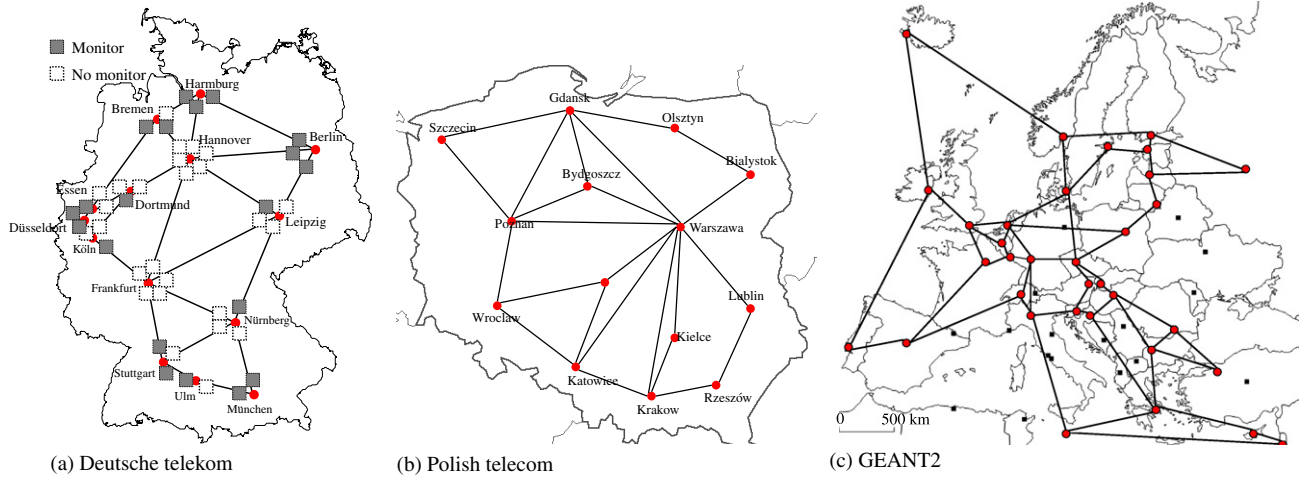 Monitor
No monitor
Harmburg
Bremen
Hannover
Berlin
Essen
Dortmund
Düsseldort
Leipzig
Köln
Frankfurt
Nürnberg
Stuttgart
Ulm
München
(a) Deutsche telekom
Gdansk
Szczecin
Olsztyn
Bialystok
Bydgoszcz
Poznan
Warszawa
Wroclaw
Lublin
Kielce
Katowice
Krakow
Rzeszów
(b) Polish telecom
0 500 km
(c) GEANT2